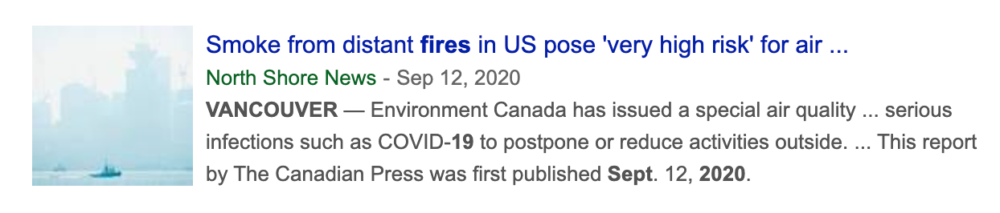 Smoke from distant fires in US pose 'very high risk' for air ...
North Shore News - Sep 12, 2020
VANCOUVER — Environment Canada has issued a special air quality ... serious
infections such as COVID-19 to postpone or reduce activities outside. ... This report
by The Canadian Press was first published Sept. 12, 2020.